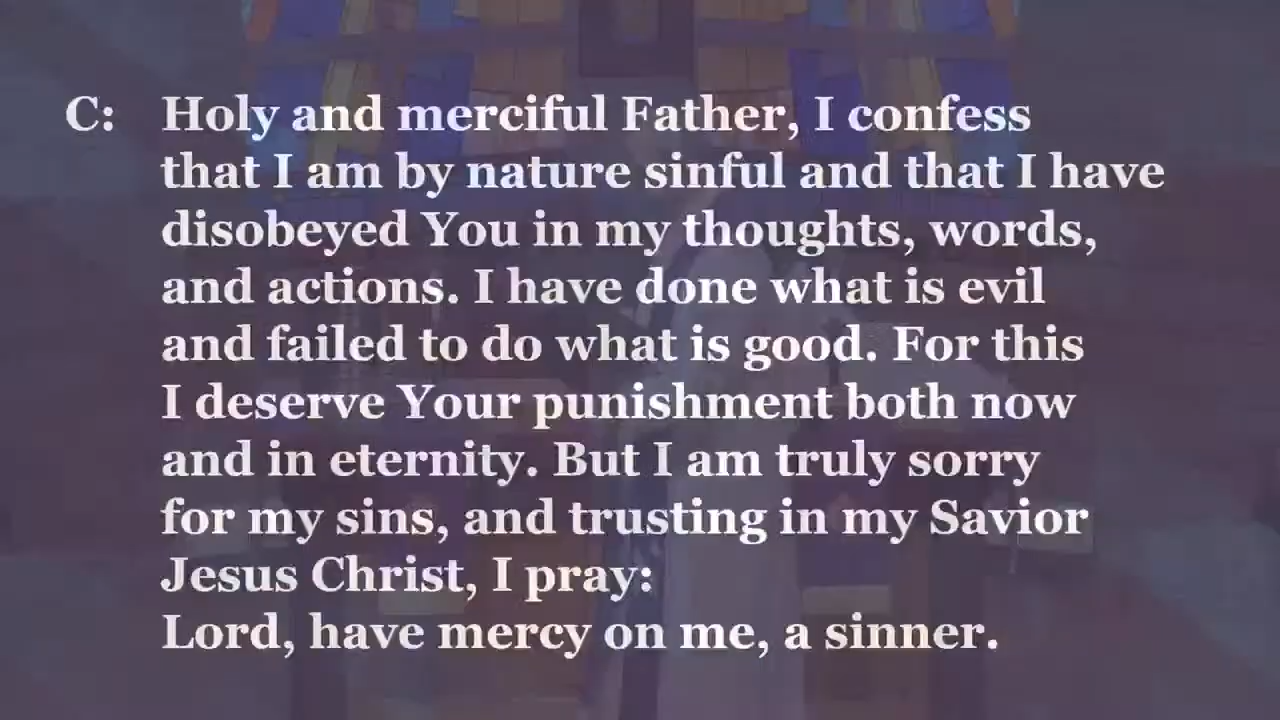 C: Holy and merciful Father, I confess
that I am by nature sinful and that I have
disobeyed You in my thoughts, words,
and actions. I have done what is evil
and failed to do what is good. For this
I deserve Your punishment both now
and in eternity. But I am truly sorry
for my sins, and trusting in my Savior
Jesus Christ, I pray:
Lord, have mercy on me, a sinner.